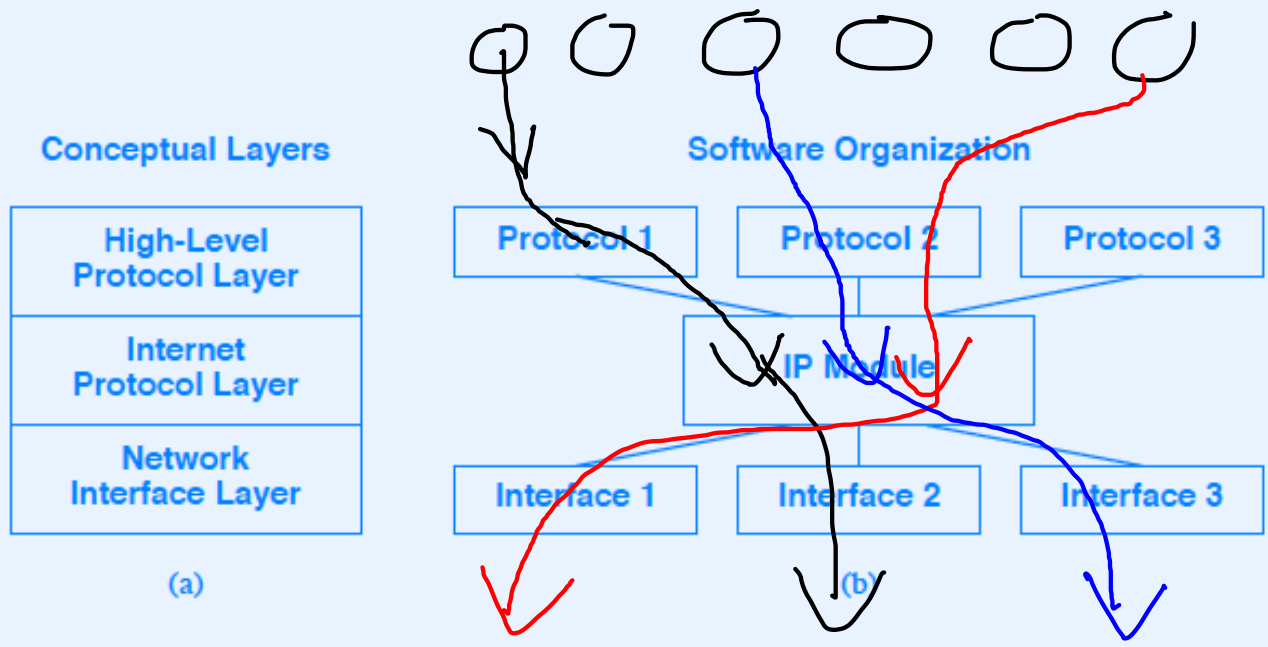 Conceptual Layers
High-Level
Protocol Layer
Internet
Protocol Layer
Network
Interface Layer
(a)
Software Organization
Protocol 1
Protocol 2
Protocol 3
IP Module
Interface 1
Interface 2
Interface 3
(b)